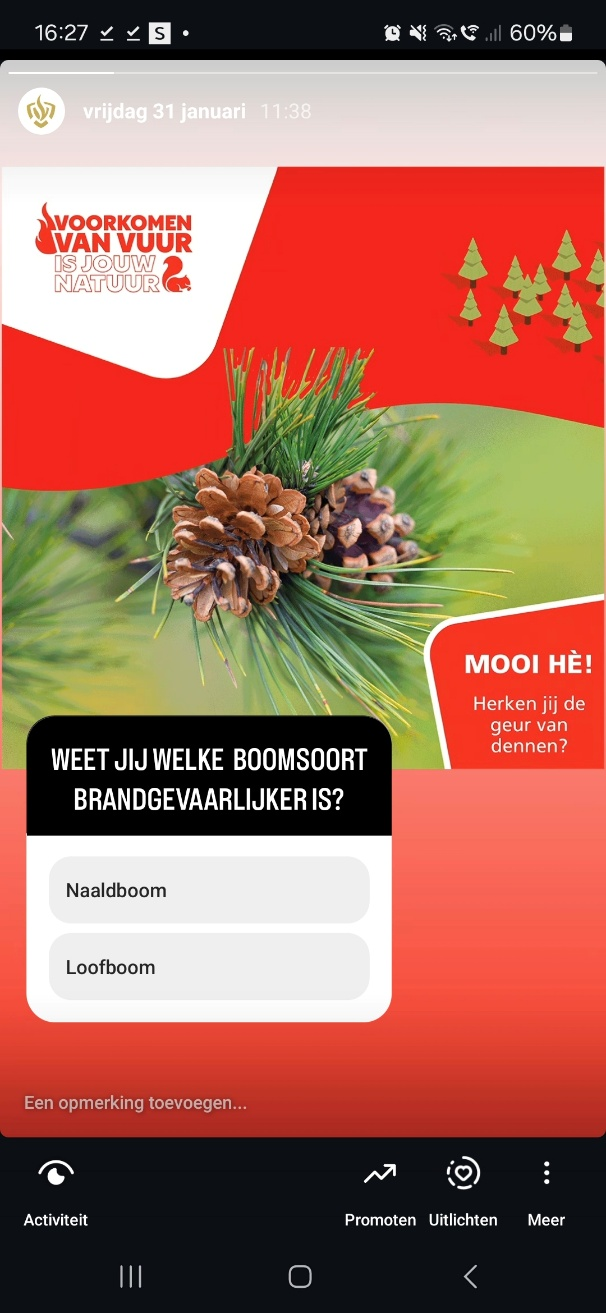 16:27 S 60%
vrijdag 31 januari 11:38
VOORKOMEN
VAN VUUR
IS JOUW
NATUUR
MOOI HÈ!
Herken jij de
geur van
dennen?
WEET JIJ WELKE BOOMSOORT
BRANDGEVAARLIJKER IS?
Naaldboom
Loofboom
Een opmerking toevoegen...
Activiteit Promoten Uitlichten Meer